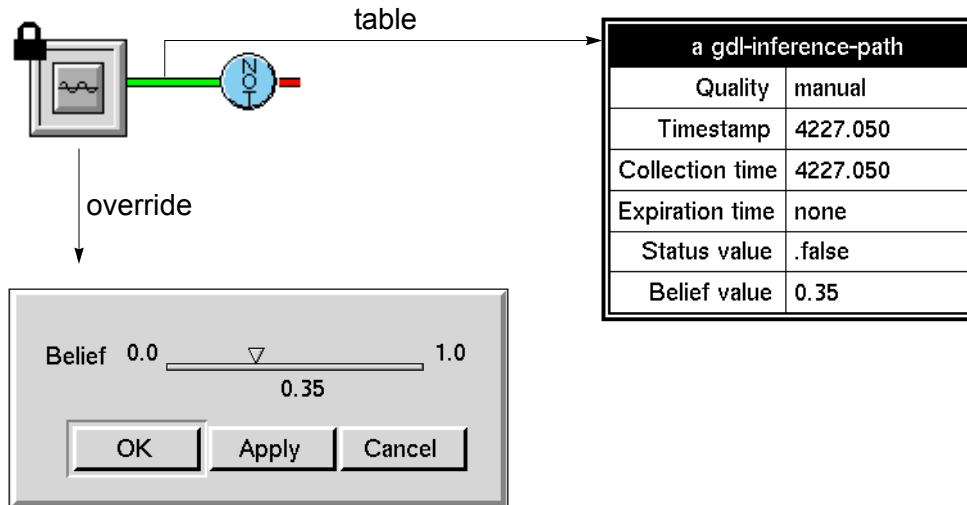 table
NOT
override
a gdl-inference-path
Quality manual
Timestamp 4227.050
Collection time 4227.050
Expiration time none
Status value .false
Belief value 0.35
Belief 0.0 1.0
0.35
OK Apply Cancel